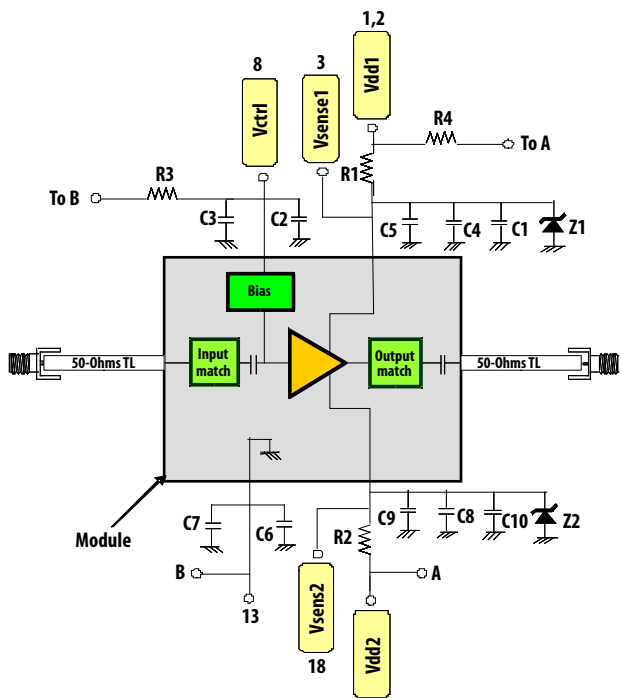 1,2
8
3
Vctrl
Vsense1
Vdd1
R4
To A
R1
R3
To B
C3
C2
C5
C4
C1
Z1
Bias
50-Ohms TL
Input
match
Output
match
50-Ohms TL
Module
C7
C6
R2
C9
C8
C10
Z2
B
A
13
Vsens2
Vdd2
18